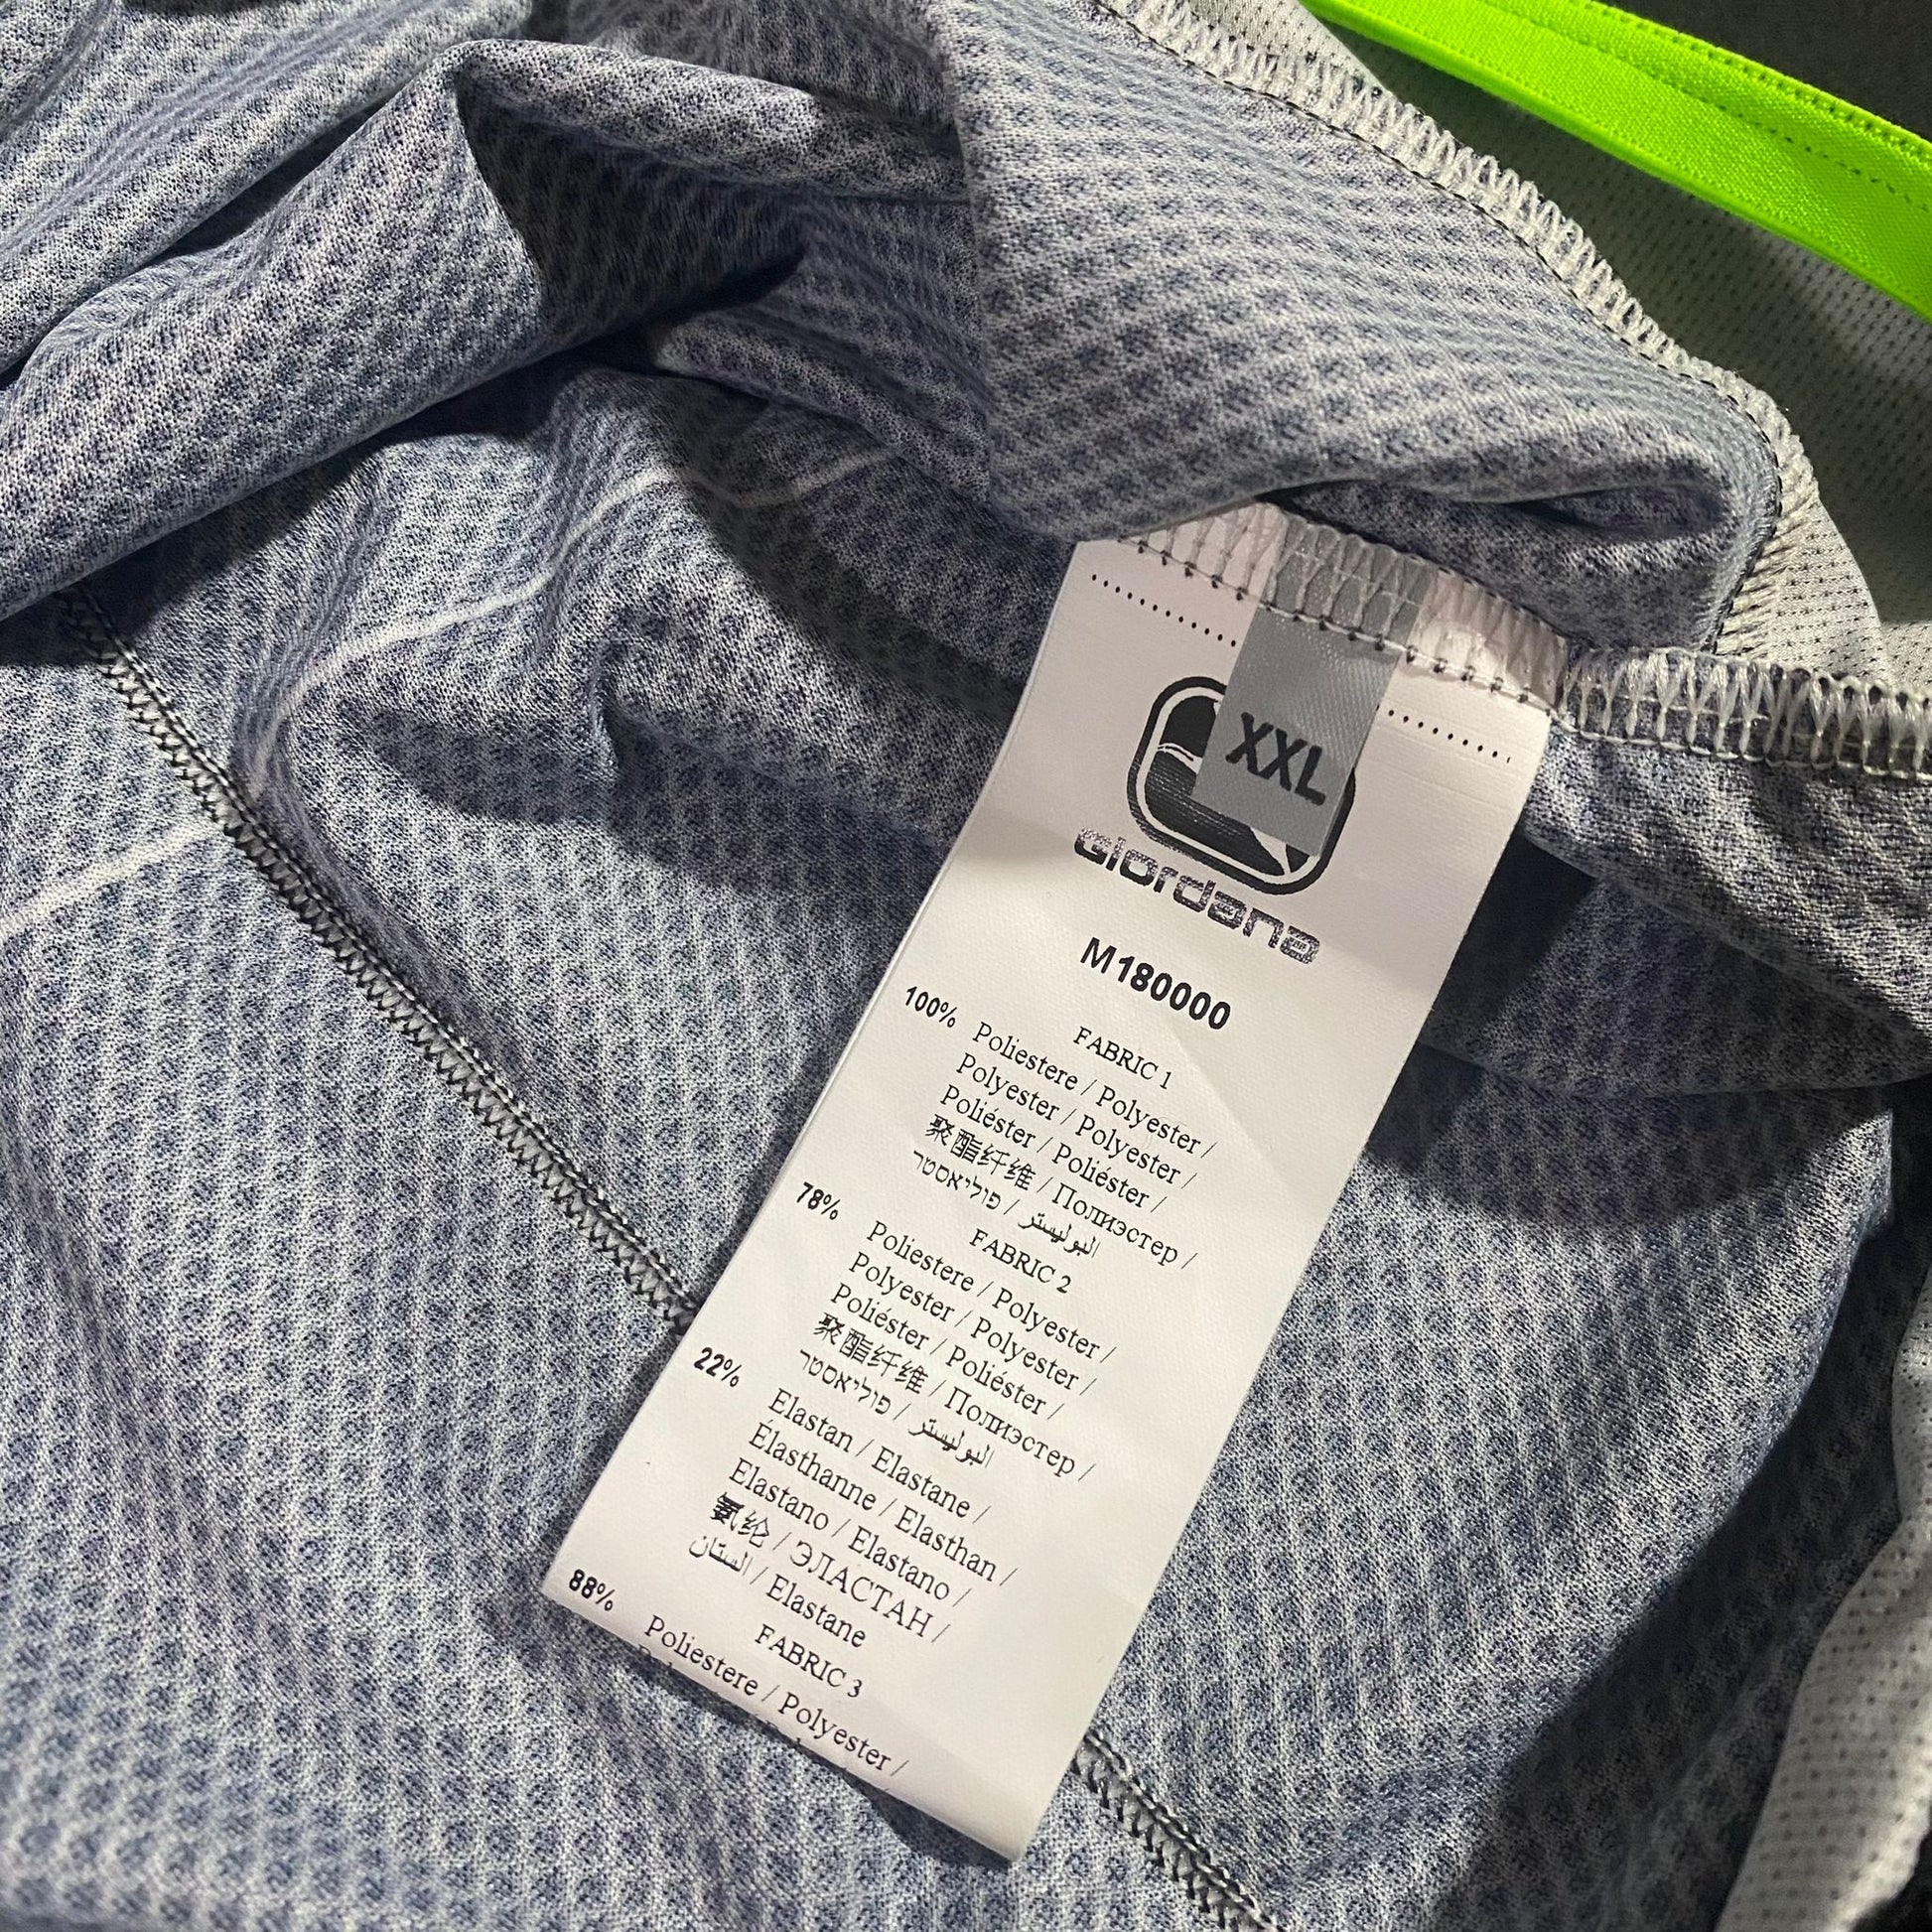 XXL
Giordana
M180000
FABRIC 1
100% Poliestere / Polyester /
Polyester / Polyester /
Poliéster / Poliéster /
聚酯纤维 / Полиэстер /
פוליאסטר / البوليستر
FABRIC 2
78% Poliestere / Polyester /
Polyester / Polyester /
Poliéster / Poliéster /
聚酯纤维 / Полиэстер /
פוליאסטר / البوليستر
22% Elastan / Elastane /
Élasthanne / Elasthan /
Elastano / Elastano /
氨纶 / ЭЛАСТАН /
الستان / Elastane
FABRIC 3
88% Poliestere / Polyester /